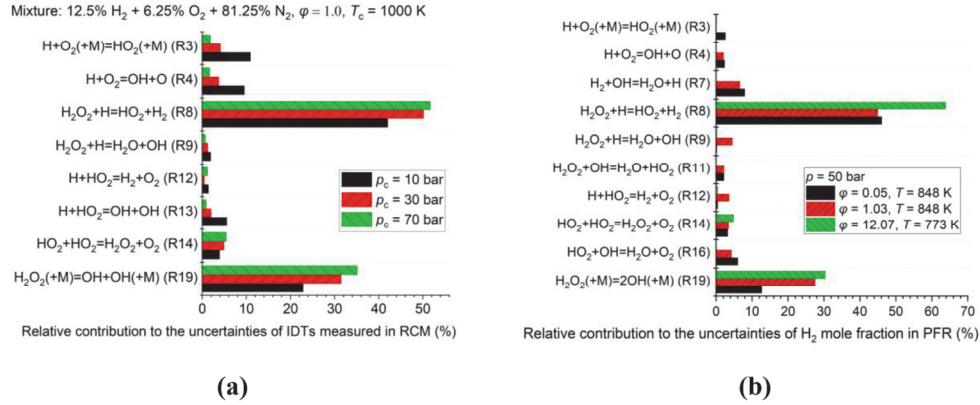 Mixture: 12.5% H₂ + 6.25% O₂ + 81.25% N₂, φ = 1.0, T꜀ = 1000 K
H+O₂(+M)=HO₂(+M) (R3)
H+O₂=OH+O (R4)
H₂O₂+H=HO₂+H₂ (R8)
H₂O₂+H=H₂O+OH (R9)
H+HO₂=H₂+O₂ (R12)
H+HO₂=OH+OH (R13)
HO₂+HO₂=H₂O₂+O₂ (R14)
H₂O₂(+M)=OH+OH(+M) (R19)
p꜀ = 10 bar
p꜀ = 30 bar
p꜀ = 70 bar
0 10 20 30 40 50
Relative contribution to the uncertainties of IDTs measured in RCM (%)
(a)
H+O₂(+M)=HO₂(+M) (R3)
H+O₂=OH+O (R4)
H₂+OH=H₂O+H (R7)
H₂O₂+H=HO₂+H₂ (R8)
H₂O₂+H=H₂O+OH (R9)
H₂O₂+OH=H₂O+HO₂ (R11)
H+HO₂=H₂+O₂ (R12)
HO₂+HO₂=H₂O₂+O₂ (R14)
HO₂+OH=H₂O+O₂ (R16)
H₂O₂(+M)=2OH(+M) (R19)
p = 50 bar
φ = 0.05, T = 848 K
φ = 1.03, T = 848 K
φ = 12.07, T = 773 K
0 10 20 30 40 50 60 70
Relative contribution to the uncertainties of H₂ mole fraction in PFR (%)
(b)